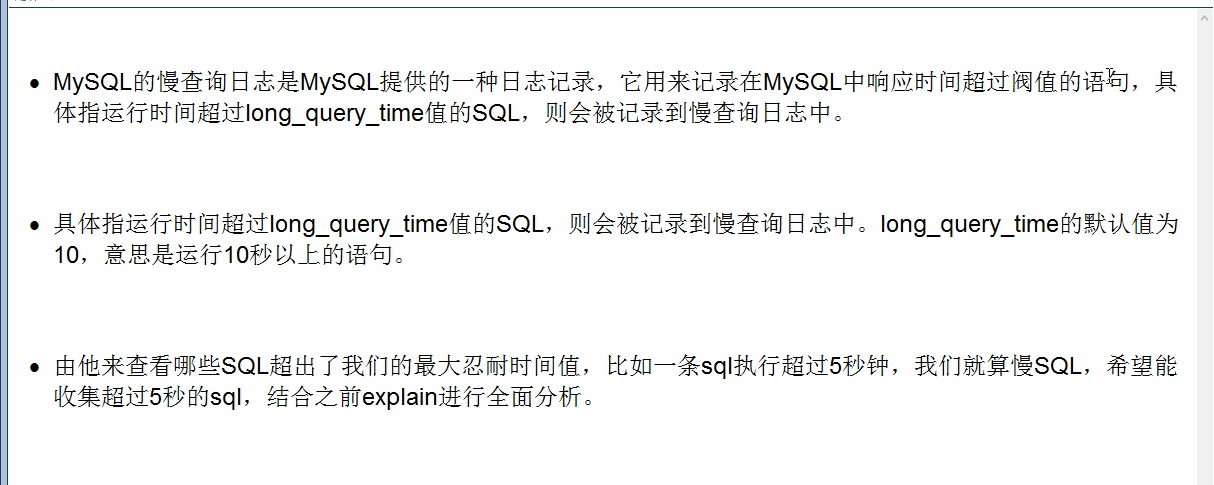 MySQL的慢查询日志是MySQL提供的一种日志记录，它用来记录在MySQL中响应时间超过阀值的语句，具
体指运行时间超过long_query_time值的SQL，则会被记录到慢查询日志中。
具体指运行时间超过long_query_time值的SQL，则会被记录到慢查询日志中。long_query_time的默认值为
10，意思是运行10秒以上的语句。
由他来查看哪些SQL超出了我们的最大忍耐时间值，比如一条sql执行超过5秒钟，我们就算慢SQL，希望能
收集超过5秒的sql，结合之前explain进行全面分析。